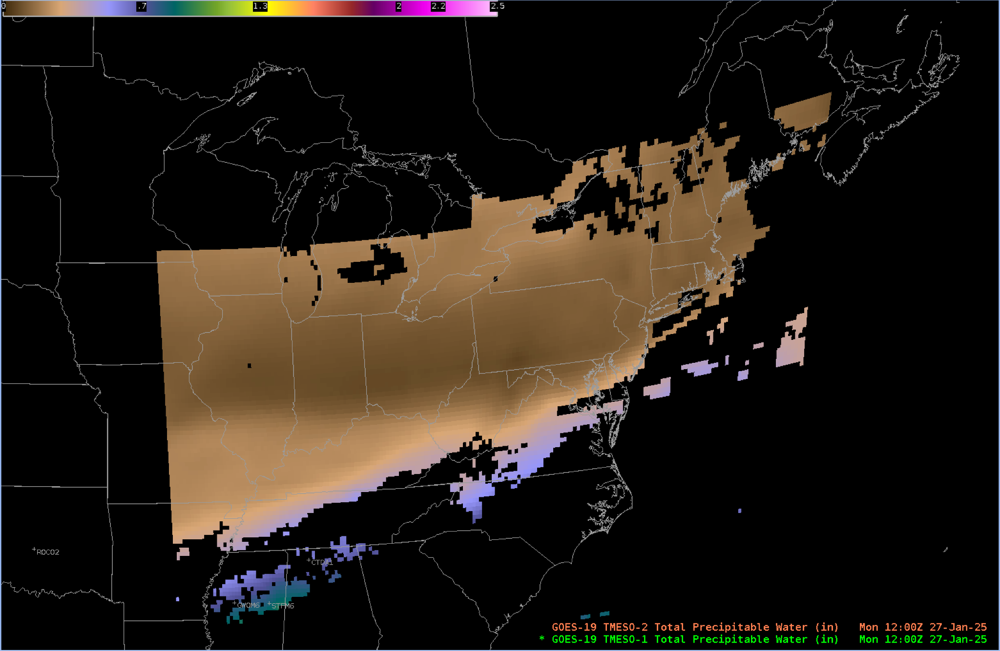 0 .7 1.3 2 2.2 2.5
ROCO2
CTDA1
GWOM6 STFM6
GOES-19 TMESO-2 Total Precipitable Water (in) Mon 12:00Z 27-Jan-25
* GOES-19 TMESO-1 Total Precipitable Water (in) Mon 12:00Z 27-Jan-25